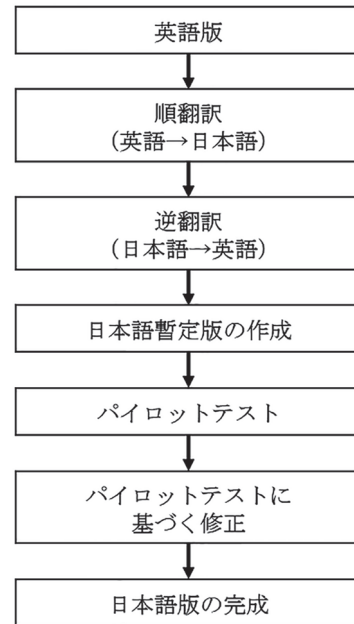 英語版
順翻訳
（英語→日本語）
逆翻訳
（日本語→英語）
日本語暫定版の作成
パイロットテスト
パイロットテストに
基づく修正
日本語版の完成